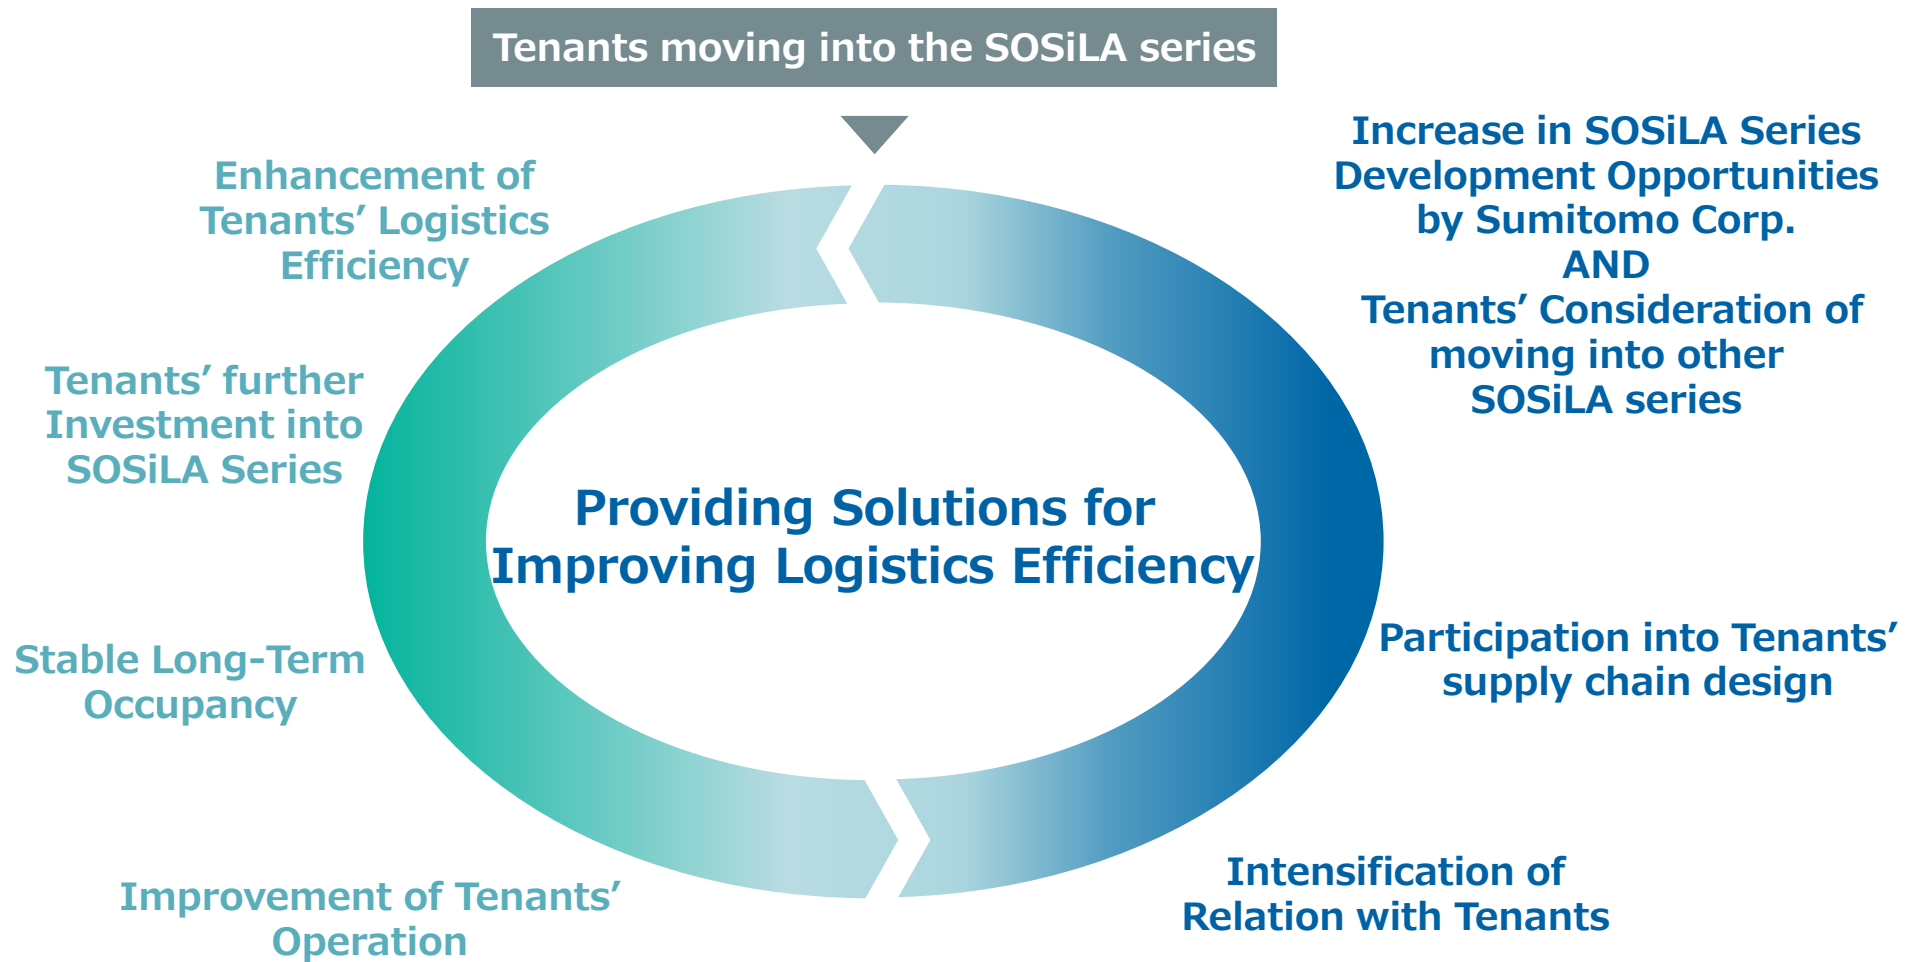 Tenants moving into the SOSiLA series
Enhancement of
Tenants’ Logistics
Efficiency
Tenants’ further
Investment into
SOSiLA Series
Stable Long-Term
Occupancy
Improvement of Tenants’
Operation
Providing Solutions for
Improving Logistics Efficiency
Increase in SOSiLA Series
Development Opportunities
by Sumitomo Corp.
AND
Tenants’ Consideration of
moving into other
SOSiLA series
Participation into Tenants’
supply chain design
Intensification of
Relation with Tenants